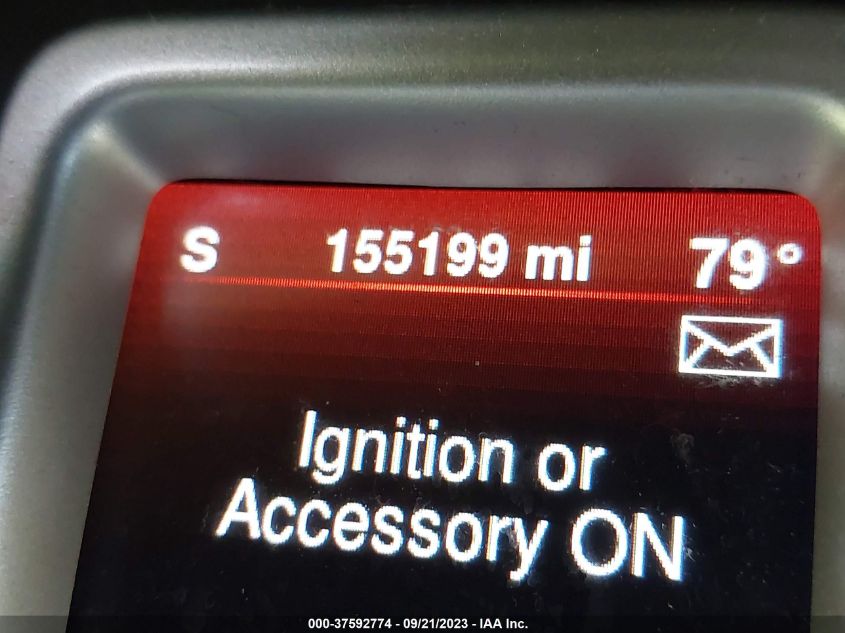 S 155199 mi 79°
Ignition or
Accessory ON
000-37592774 - 09/21/2023 - IAA Inc.